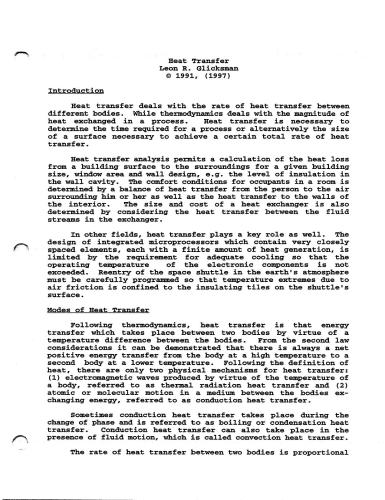 Heat Transfer
Leon R. Glicksman
© 1991, (1997)
Introduction
Heat transfer deals with the rate of heat transfer between
different bodies. While thermodynamics deals with the magnitude of
heat exchanged in a process. Heat transfer is necessary to
determine the time required for a process or alternatively the size
of a surface necessary to achieve a certain total rate of heat
transfer.
Heat transfer analysis permits a calculation of the heat loss
from a building surface to the surroundings for a given building
size, window area and wall design, e.g. the level of insulation in
the wall cavity. The comfort conditions for occupants in a room is
determined by a balance of heat transfer from the person to the air
surrounding him or her as well as the heat transfer to the walls of
the interior. The size and cost of a heat exchanger is also
determined by considering the heat transfer between the fluid
streams in the exchanger.
In other fields, heat transfer plays a key role as well. The
design of integrated microprocessors which contain very closely
spaced elements, each with a finite amount of heat generation, is
limited by the requirement for adequate cooling so that the
operating temperature of the electronic components is not
exceeded. Reentry of the space shuttle in the earth's atmosphere
must be carefully programmed so that temperature extremes due to
air friction is confined to the insulating tiles on the shuttle's
surface.
Modes of Heat Transfer
Following thermodynamics, heat transfer is that energy
transfer which takes place between two bodies by virtue of a
temperature difference between the bodies. From the second law
considerations it can be demonstrated that there is always a net
positive energy transfer from the body at high temperature to a
second body at a lower temperature. Following the definition of
heat, there are only two physical mechanisms for heat transfer:
(1) electromagnetic waves produced by virtue of the temperature of
a body, referred to as thermal radiation heat transfer and (2)
atomic or molecular motion in a medium between the bodies ex-
changing energy, referred to as conduction heat transfer.
Sometimes conduction heat transfer takes place during the
change of phase and is referred to as boiling or condensation heat
transfer. Conduction heat transfer can also take place in the
presence of fluid motion, which is called convection heat transfer.
The rate of heat transfer between two bodies is proportional